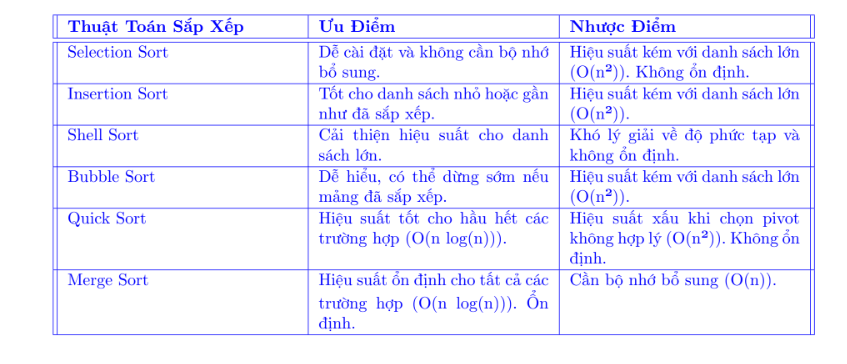 Thuật Toán Sắp Xếp
Ưu Điểm
Nhược Điểm
Selection Sort
Dễ cài đặt và không cần bộ nhớ
bổ sung.
Hiệu suất kém với danh sách lớn
(O(n²)). Không ổn định.
Insertion Sort
Tốt cho danh sách nhỏ hoặc gần
như đã sắp xếp.
Hiệu suất kém với danh sách lớn
(O(n²)).
Shell Sort
Cải thiện hiệu suất cho danh
sách lớn.
Khó lý giải về độ phức tạp và
không ổn định.
Bubble Sort
Dễ hiểu, có thể dừng sớm nếu
mảng đã sắp xếp.
Hiệu suất kém với danh sách lớn
(O(n²)).
Quick Sort
Hiệu suất tốt cho hầu hết các
trường hợp (O(n log(n))).
Hiệu suất xấu khi chọn pivot
không hợp lý (O(n²)). Không ổn
định.
Merge Sort
Hiệu suất ổn định cho tất cả các
trường hợp (O(n log(n))). Ổn
định.
Cần bộ nhớ bổ sung (O(n)).